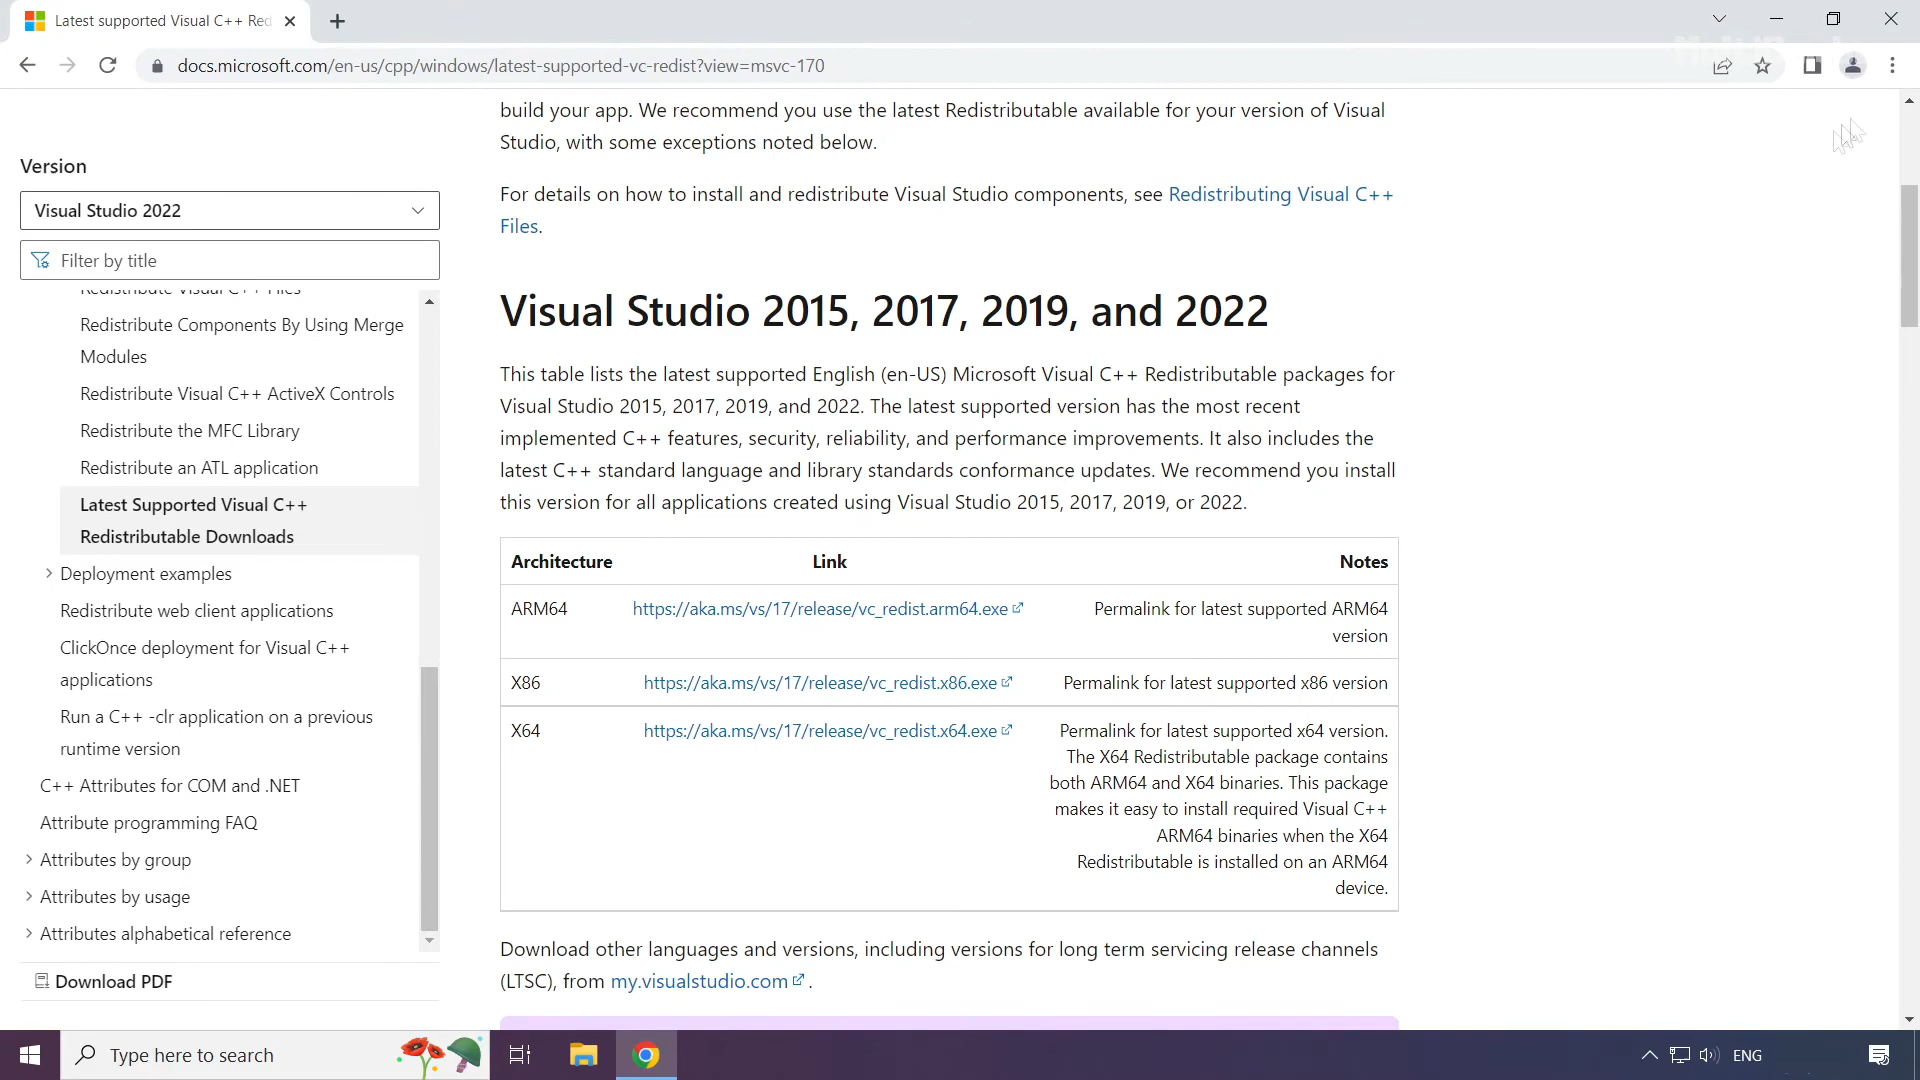 Latest supported Visual C++ Red
docs.microsoft.com/en-us/cpp/windows/latest-supported-vc-redist?view=msvc-170
Version
Visual Studio 2022
Filter by title
Redistribute Visual C++ Files
Redistribute Components By Using Merge
Modules
Redistribute Visual C++ ActiveX Controls
Redistribute the MFC Library
Redistribute an ATL application
Latest Supported Visual C++
Redistributable Downloads
Deployment examples
Redistribute web client applications
ClickOnce deployment for Visual C++
applications
Run a C++ -clr application on a previous
runtime version
C++ Attributes for COM and .NET
Attribute programming FAQ
Attributes by group
Attributes by usage
Attributes alphabetical reference
Download PDF
build your app. We recommend you use the latest Redistributable available for your version of Visual
Studio, with some exceptions noted below.
For details on how to install and redistribute Visual Studio components, see Redistributing Visual C++
Files.
Visual Studio 2015, 2017, 2019, and 2022
This table lists the latest supported English (en-US) Microsoft Visual C++ Redistributable packages for
Visual Studio 2015, 2017, 2019, and 2022. The latest supported version has the most recent
implemented C++ features, security, reliability, and performance improvements. It also includes the
latest C++ standard language and library standards conformance updates. We recommend you install
this version for all applications created using Visual Studio 2015, 2017, 2019, or 2022.
Architecture Link Notes
ARM64 https://aka.ms/vs/17/release/vc_redist.arm64.exe Permalink for latest supported ARM64
version
X86 https://aka.ms/vs/17/release/vc_redist.x86.exe Permalink for latest supported x86 version
X64 https://aka.ms/vs/17/release/vc_redist.x64.exe Permalink for latest supported x64 version.
The X64 Redistributable package contains
both ARM64 and X64 binaries. This package
makes it easy to install required Visual C++
ARM64 binaries when the X64
Redistributable is installed on an ARM64
device.
Download other languages and versions, including versions for long term servicing release channels
(LTSC), from my.visualstudio.com .
Type here to search
ENG